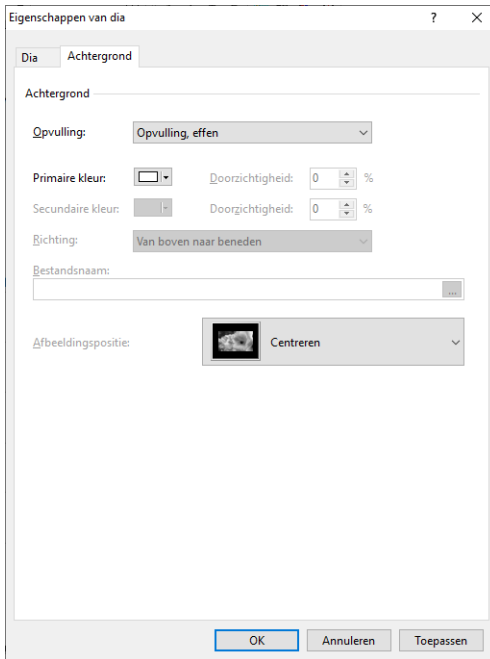 Eigenschappen van dia ?
Dia Achtergrond
Achtergrond
Opvulling: Opvulling, effen
Primaire kleur: Doorzichtigheid: 0 %
Secundaire kleur: Doorzichtigheid: 0 %
Richting: Van boven naar beneden
Bestandsnaam:
...
Afbeeldingspositie: Centreren
OK Annuleren Toepassen